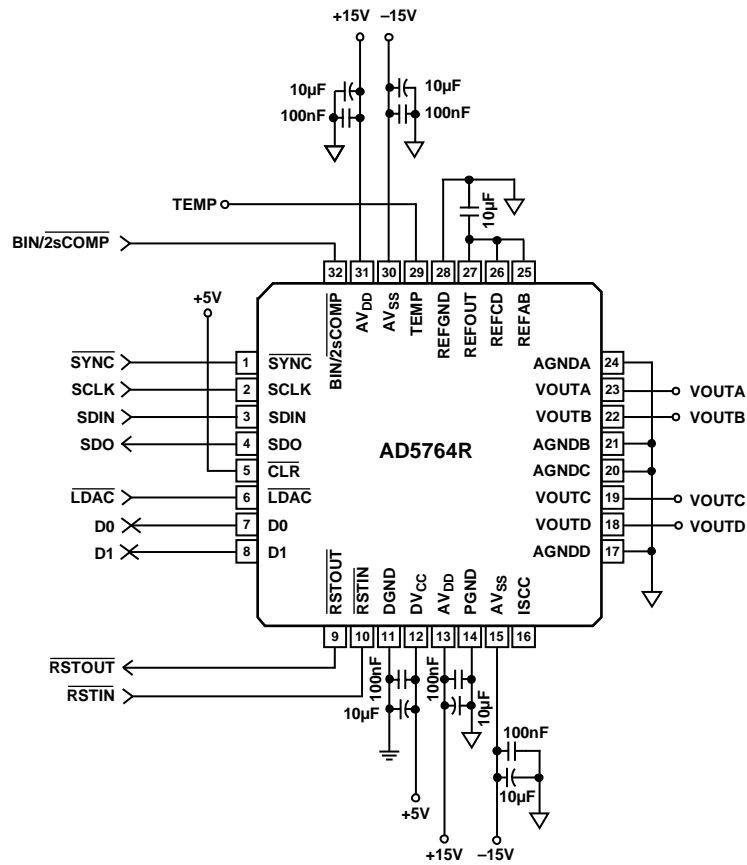 +15V –15V
10µF 10µF
100nF 100nF
TEMP
10µF
BIN/2sCOMP
32 31 30 29 28 27 26 25
+5V
BIN/2sCOMP
AVDD
AVSS
TEMP
REFGND
REFOUT
REFCD
REFAB
SYNC 1 SYNC
SCLK 2 SCLK
SDIN 3 SDIN
SDO 4 SDO
5 CLR
LDAC 6 LDAC
D0 7 D0
D1 8 D1
AD5764R
AGNDA 24
VOUTA 23 VOUTA
VOUTB 22 VOUTB
AGNDB 21
AGNDC 20
VOUTC 19 VOUTC
VOUTD 18 VOUTD
AGNDD 17
RSTOUT
RSTIN
DGND
DVCC
AVDD
PGND
AVSS
ISCC
9 10 11 12 13 14 15 16
RSTOUT
RSTIN
100nF
10µF
100nF
10µF
100nF
10µF
+5V
+15V –15V